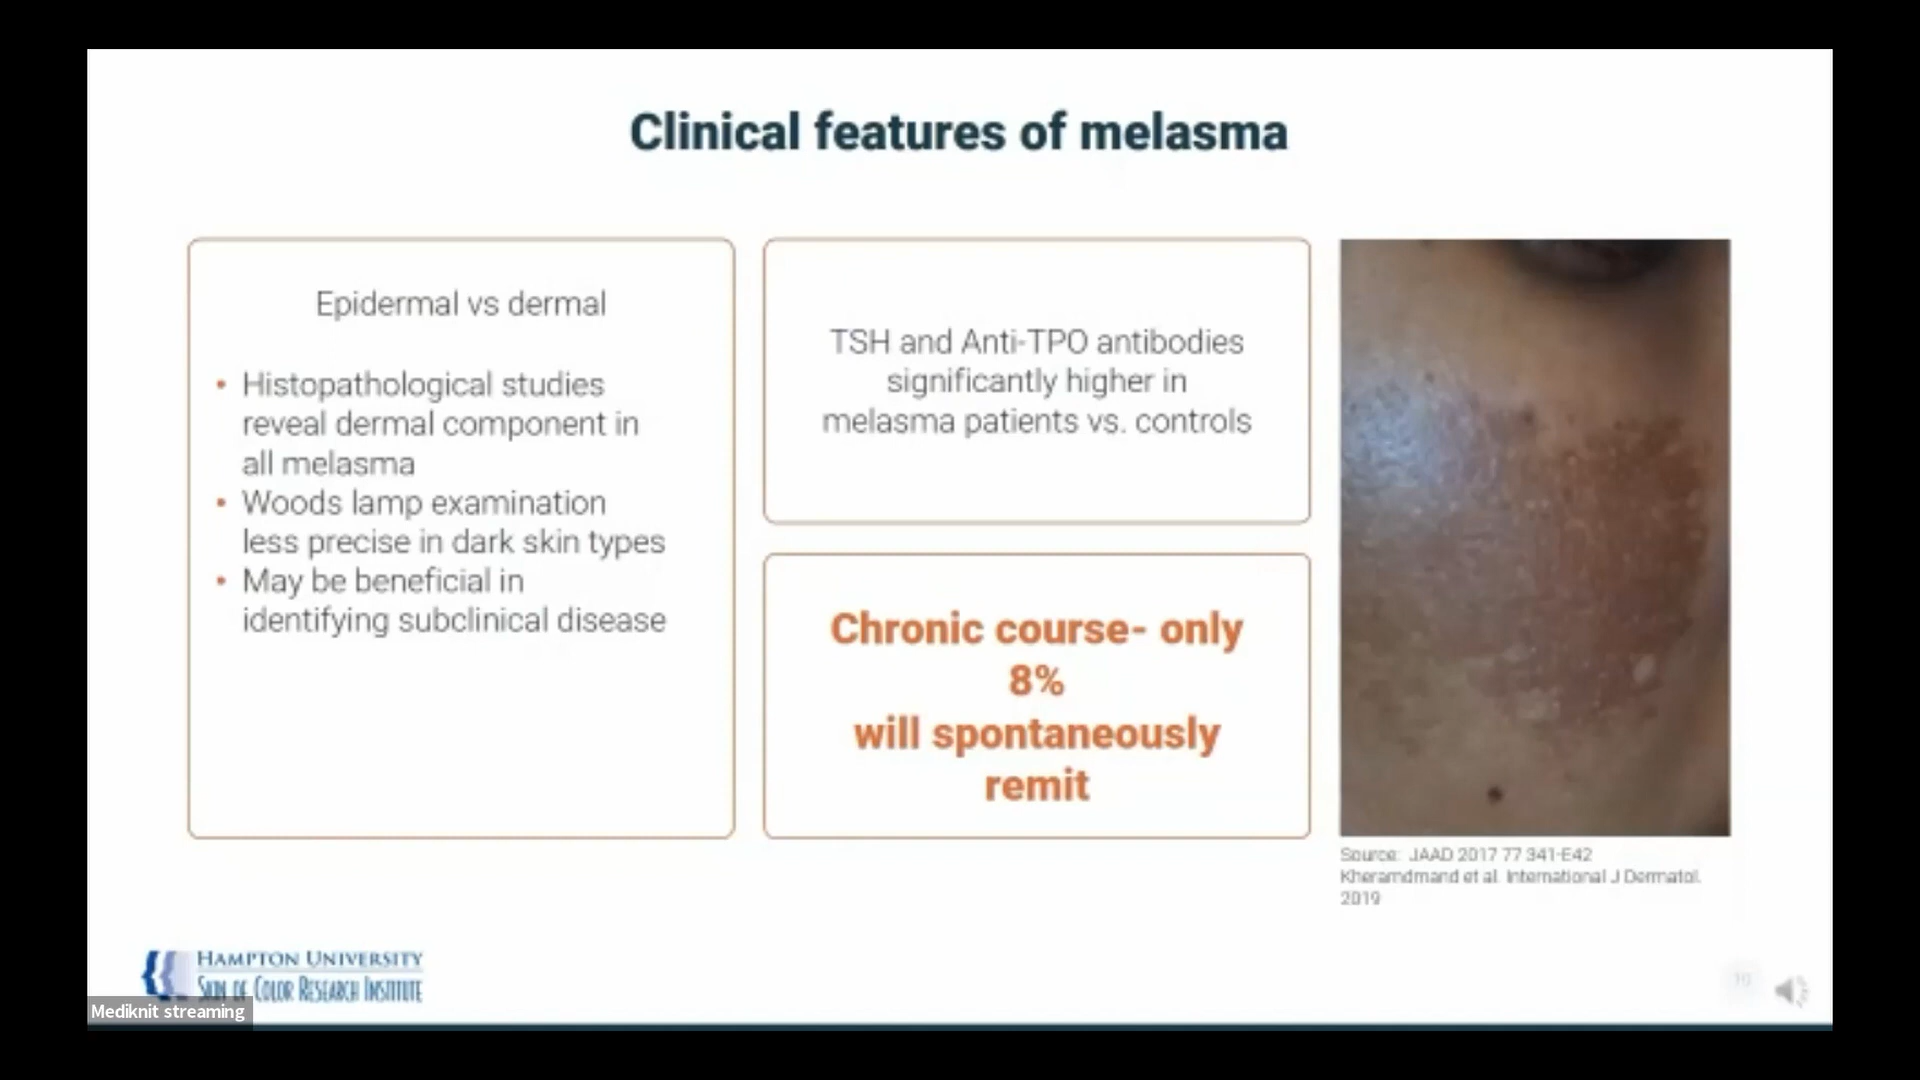 Clinical features of melasma
Epidermal vs dermal
• Histopathological studies
reveal dermal component in
all melasma
• Woods lamp examination
less precise in dark skin types
• May be beneficial in
identifying subclinical disease
TSH and Anti-TPO antibodies
significantly higher in
melasma patients vs. controls
Chronic course- only
8%
will spontaneously
remit
Source: JAAD 2017 77 341-E42
Kheramdmand et al. International J Dermatol.
2019
HAMPTON UNIVERSITY
SKIN OF COLOR RESEARCH INSTITUTE
Mediknit streaming